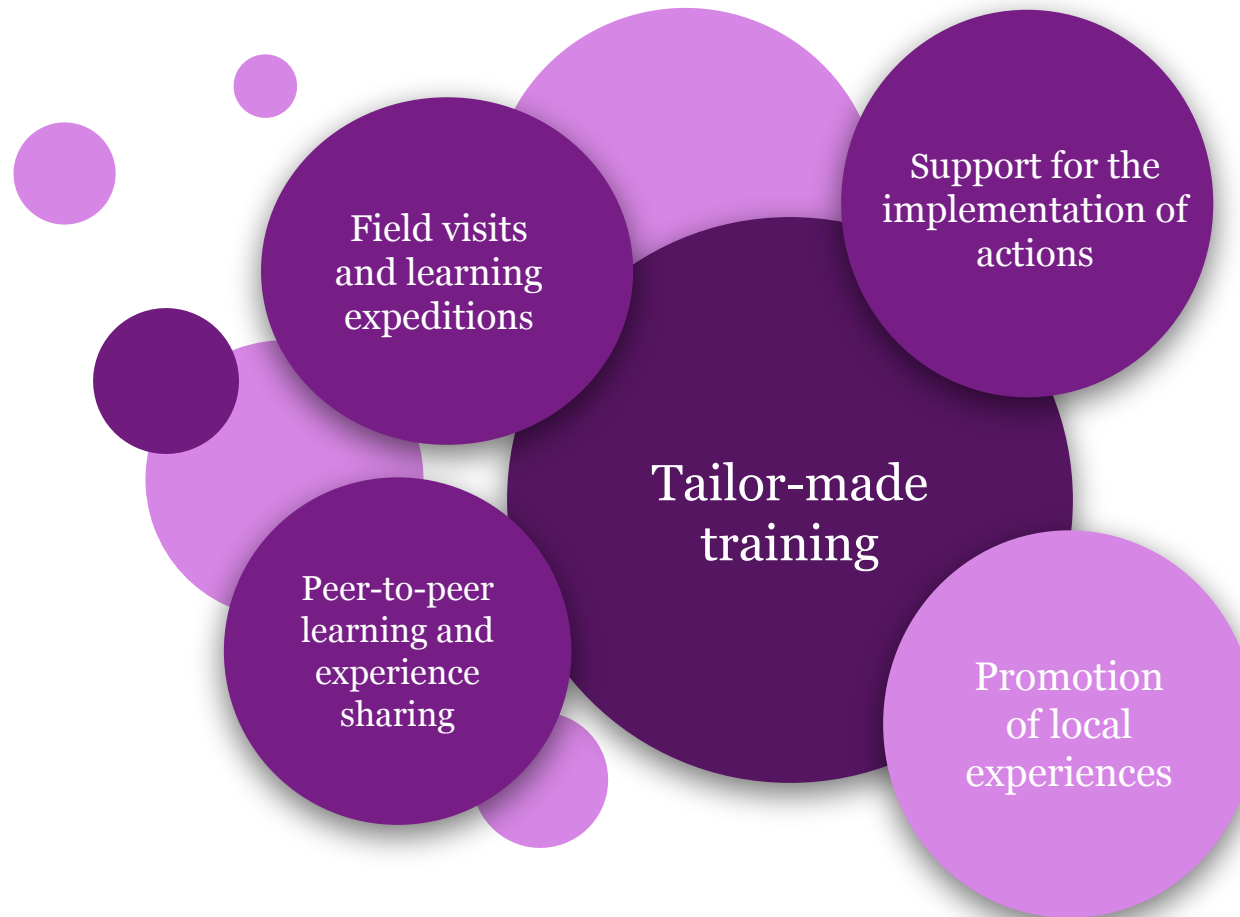 Field visits
and learning
expeditions
Support for the
implementation of
actions
Tailor-made
training
Peer-to-peer
learning and
experience
sharing
Promotion
of local
experiences